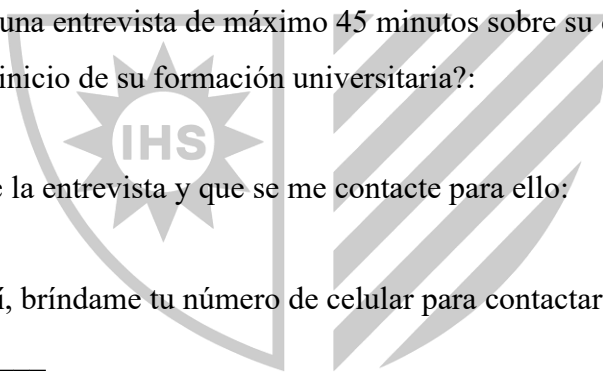 una entrevista de máximo 45 minutos sobre su
inicio de su formación universitaria?:
IHS
la entrevista y que se me contacte para ello:
bríndame tu número de celular para contactar